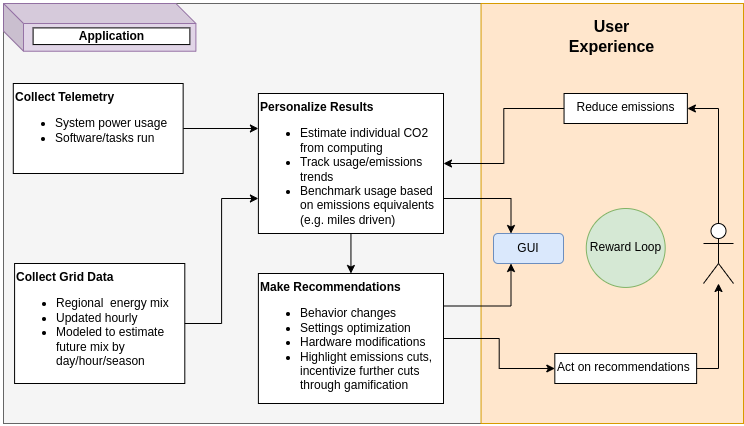 Application
User
Experience
Collect Telemetry
System power usage
Software/tasks run
Personalize Results
Estimate individual CO2
from computing
Track usage/emissions
trends
Benchmark usage based
on emissions equivalents
(e.g. miles driven)
Reduce emissions
GUI
Reward Loop
Collect Grid Data
Regional energy mix
Updated hourly
Modeled to estimate
future mix by
day/hour/season
Make Recommendations
Behavior changes
Settings optimization
Hardware modifications
Highlight emissions cuts,
incentivize further cuts
through gamification
Act on recommendations